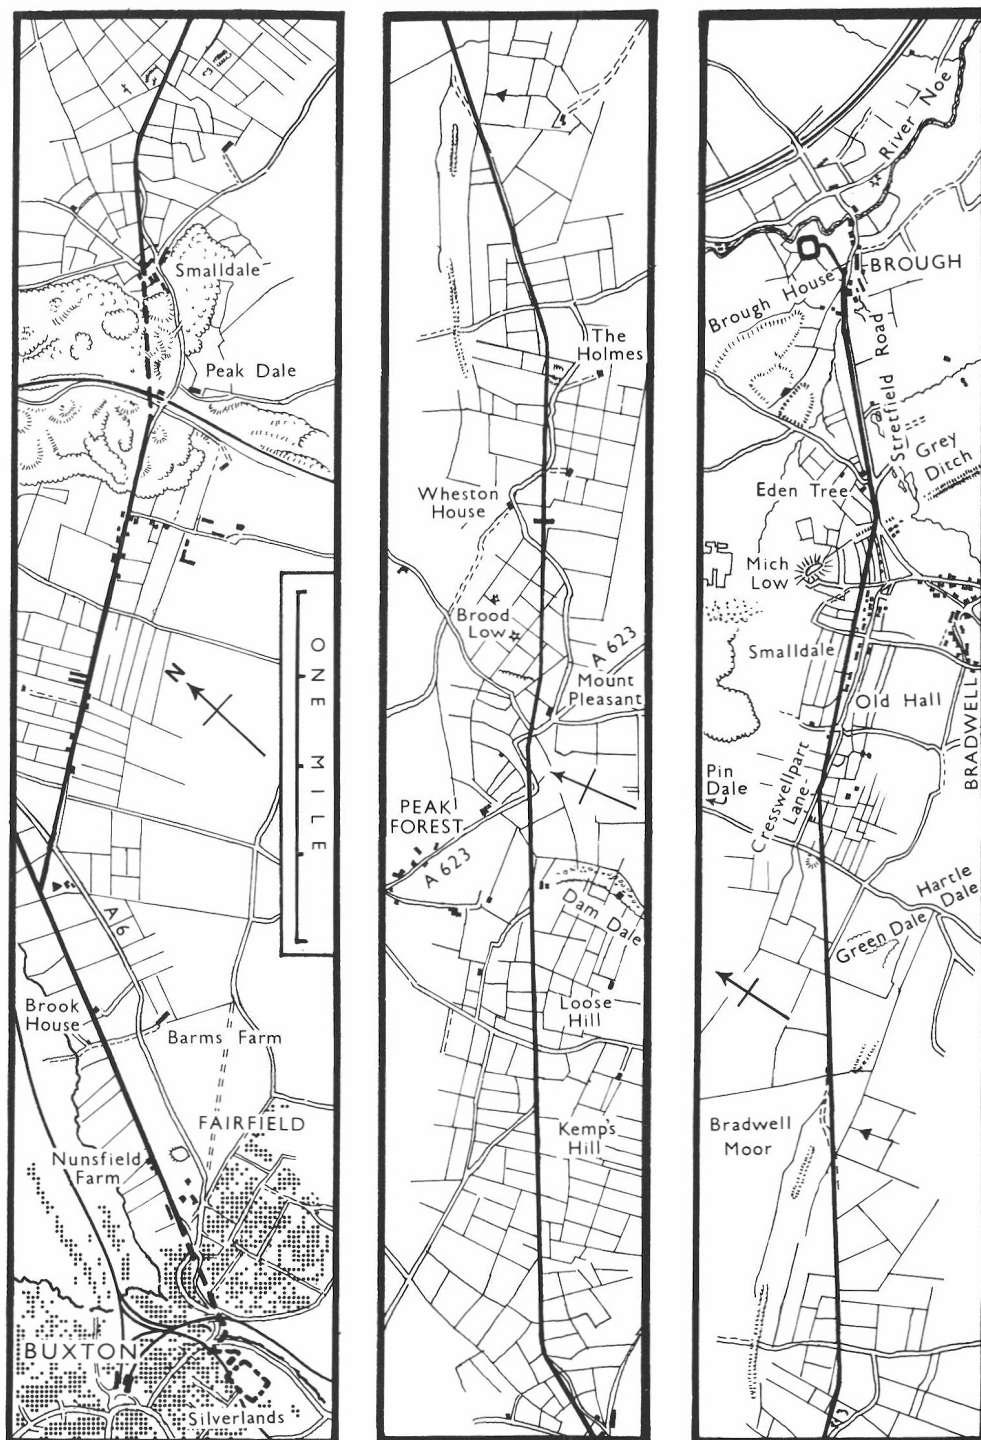 Smalldale
Peak Dale
N
ONE MILE
A 6
Brook
House
Barms Farm
FAIRFIELD
Nunsfield
Farm
BUXTON
Silverlands
The
Holmes
Wheston
House
Brood
Low
A 623
Mount
Pleasant
PEAK
FOREST
A 623
Dam Dale
Loose
Hill
Kemp's
Hill
River Noe
BROUGH
Brough House
Stretfield Road
Grey
Ditch
Eden Tree
Mich
Low
Smalldale
Old Hall
BRADWELL
Pin
Dale
Cresswellpart
Lane
Hartle
Dale
Green Dale
Bradwell
Moor